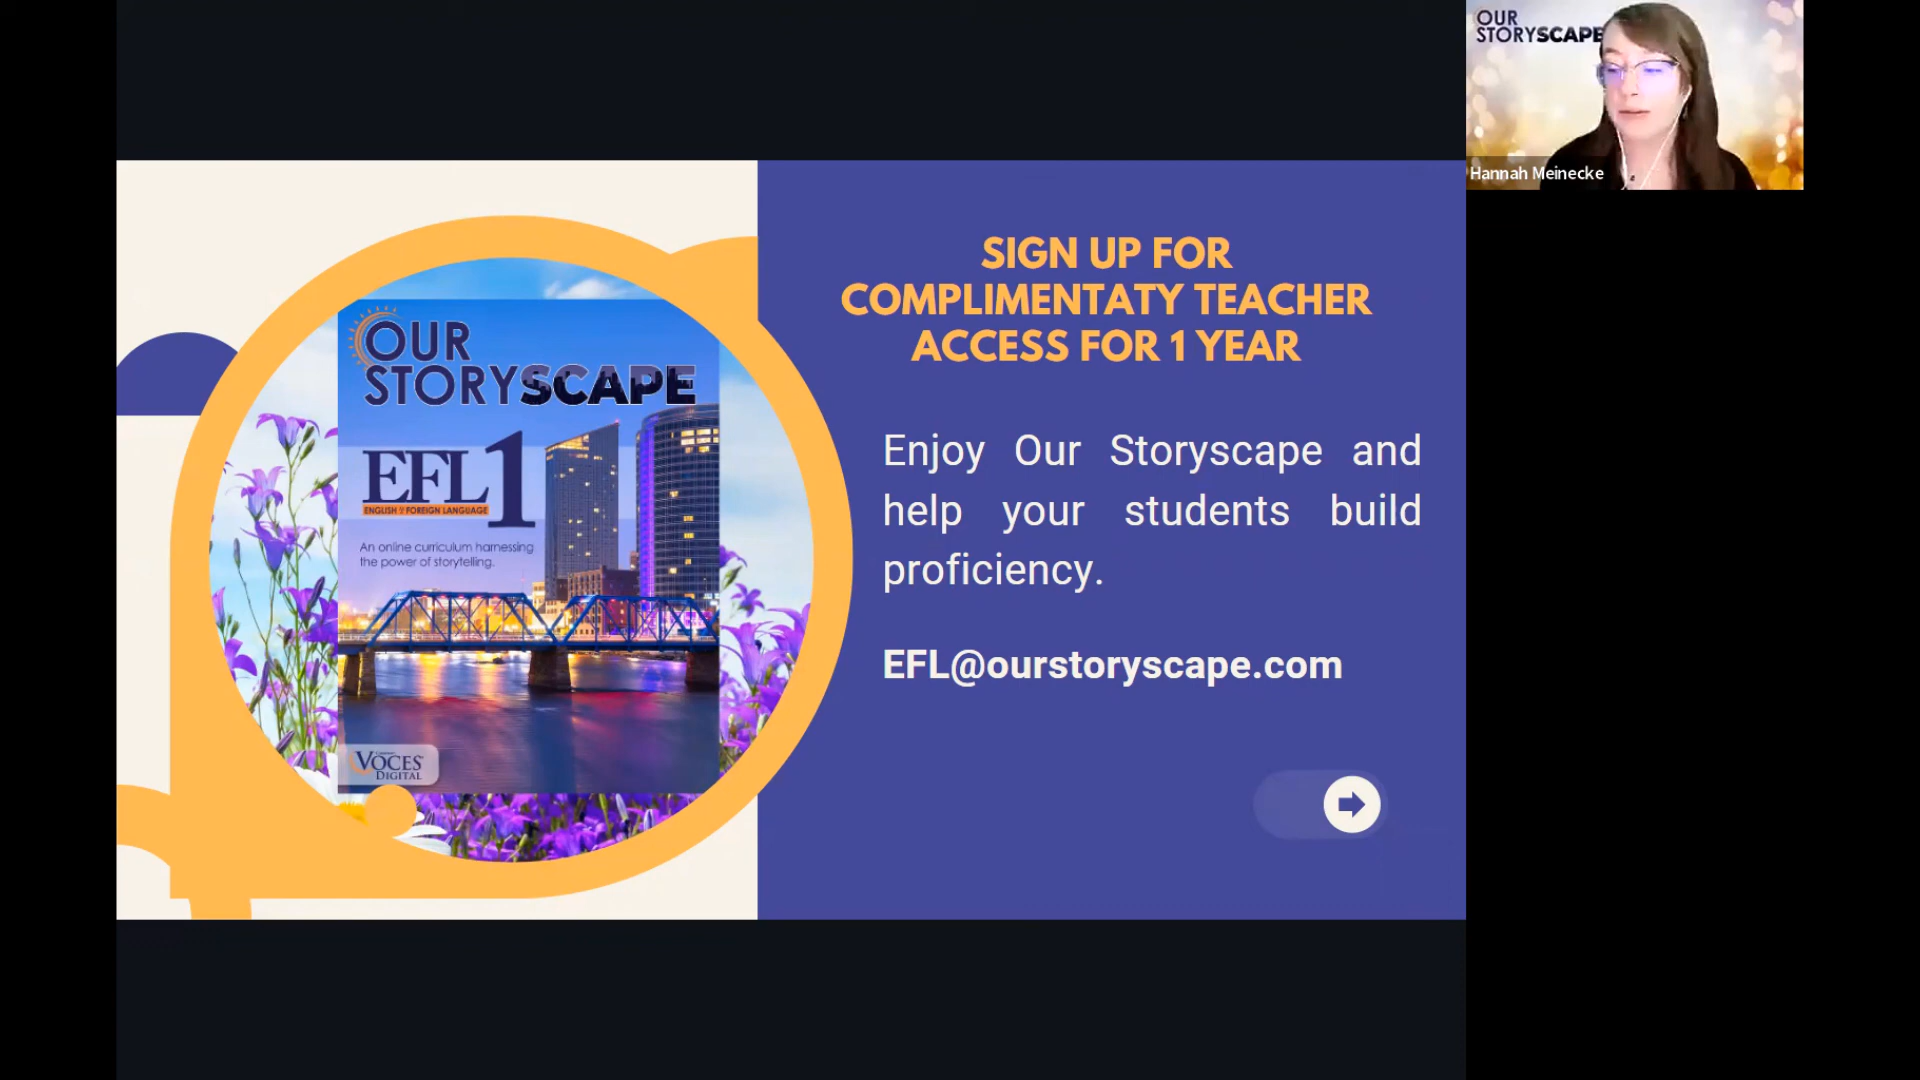 OUR
STORYSCAPE
Hannah Meinecke
SIGN UP FOR
COMPLIMENTATY TEACHER
ACCESS FOR 1 YEAR
Enjoy Our Storyscape and
help your students build
proficiency.
EFL@ourstoryscape.com
OUR
STORYSCAPE
EFL1
ENGLISH FOREIGN LANGUAGE
An online curriculum harnessing
the power of storytelling.
VOCES
DIGITAL